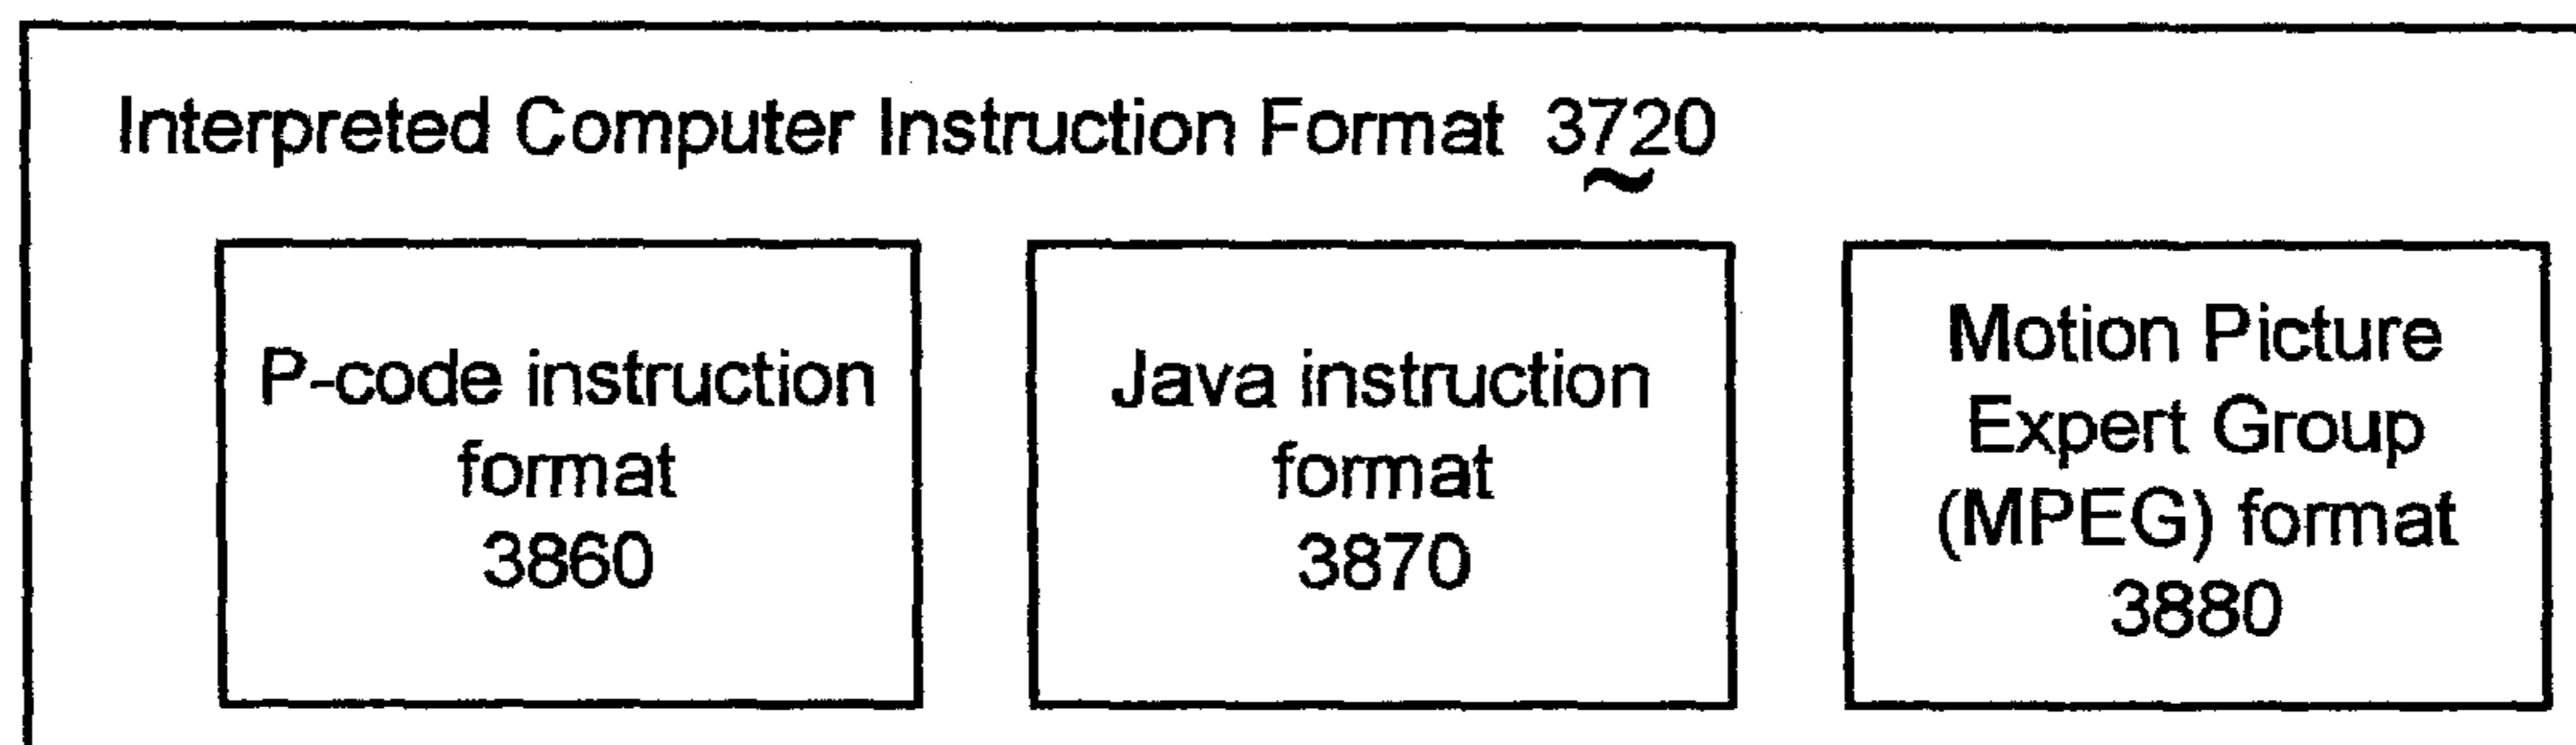 Interpreted Computer Instruction Format 3720
P-code instruction
format
3860
Java instruction
format
3870
Motion Picture
Expert Group
(MPEG) format
3880